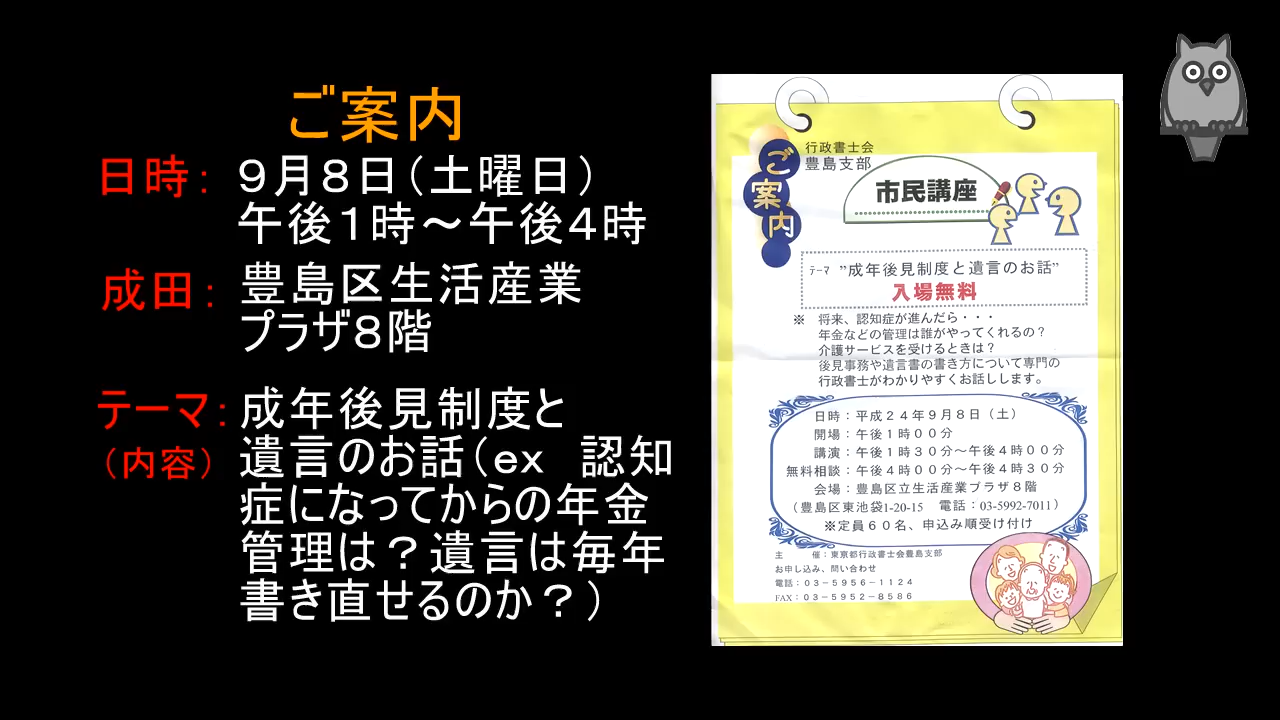 ご案内
日時：９月８日（土曜日）
午後１時～午後４時
成田：豊島区生活産業
プラザ８階
テーマ：成年後見制度と
（内容）遺言のお話（ｅｘ　認知
症になってからの年金
管理は？遺言は毎年
書き直せるのか？）
ご案内
行政書士会
豊島支部
市民講座
ﾃｰﾏ ”成年後見制度と遺言のお話”
入場無料
※　将来、認知症が進んだら・・・
年金などの管理は誰がやってくれるの？
介護サービスを受けるときは？
後見事務や遺言書の書き方について専門の
行政書士がわかりやすくお話しします。
日時：平成２４年９月８日（土）
開場：午後１時００分
講演：午後１時３０分～午後４時００分
無料相談：午後４時００分～午後４時３０分
会場：豊島区立生活産業プラザ８階
（豊島区東池袋1-20-15　電話：03-5992-7011）
※定員６０名、申込み順受け付け
主　　催：東京都行政書士会豊島支部
お申し込み、問い合わせ
電話：０３－５９５６－１１２４
FAX：０３－５９５２－８５８６